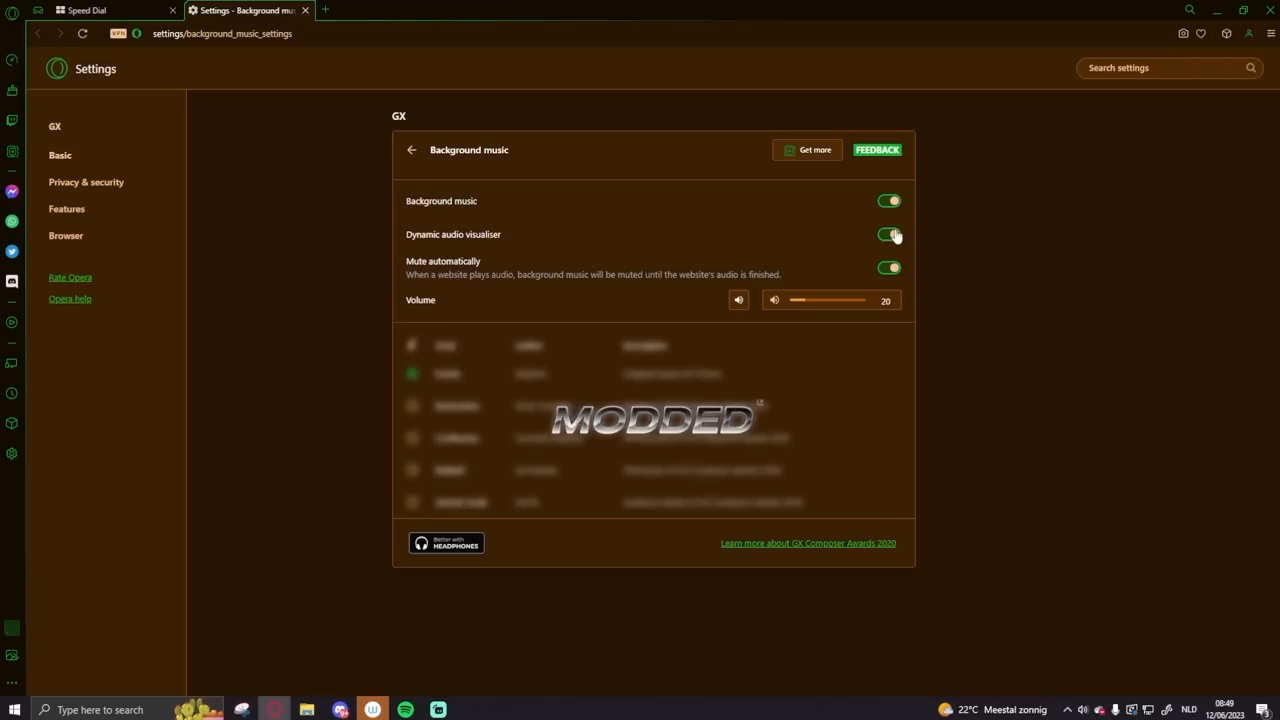 Speed Dial
Settings - Background mus
VPN
settings/background_music_settings
Settings
Search settings
GX
Basic
Privacy & security
Features
Browser
Rate Opera
Opera help
GX
Background music
Get more
FEEDBACK
Background music
Dynamic audio visualiser
Mute automatically
When a website plays audio, background music will be muted until the website's audio is finished.
Volume
20
MODDED
Better with
HEADPHONES
Learn more about GX Composer Awards 2020
Type here to search
22°C Meestal zonnig
NLD
08:49
12/06/2023